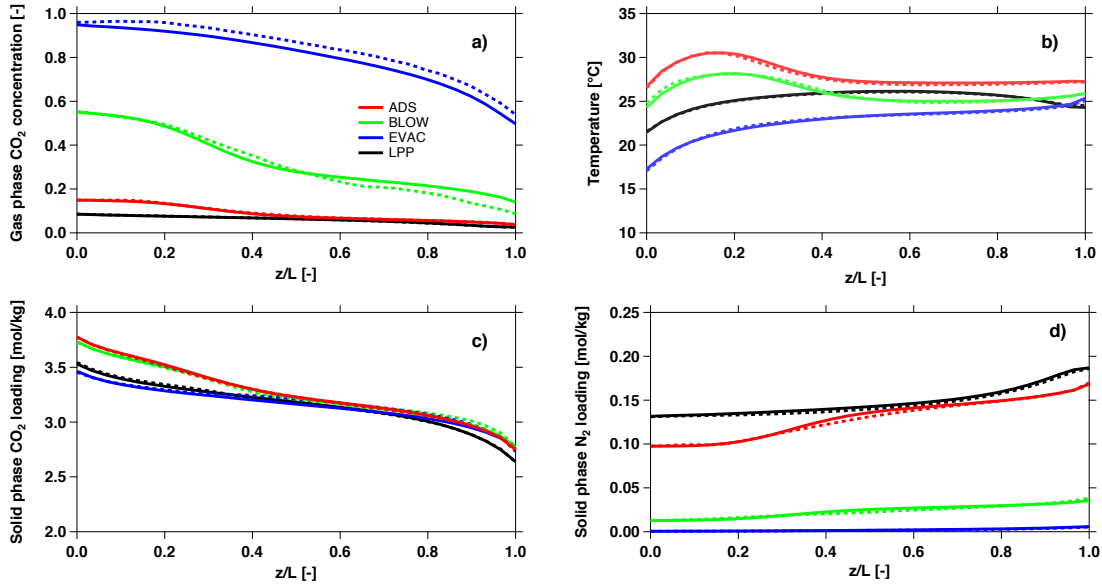 a)
Gas phase CO₂ concentration [-]
1.0
0.8
0.6
0.4
0.2
0.0
ADS
BLOW
EVAC
LPP
0.0 0.2 0.4 0.6 0.8 1.0
z/L [-]
b)
Temperature [°C]
35
30
25
20
15
10
0.0 0.2 0.4 0.6 0.8 1.0
z/L [-]
c)
Solid phase CO₂ loading [mol/kg]
4.0
3.5
3.0
2.5
2.0
0.0 0.2 0.4 0.6 0.8 1.0
z/L [-]
d)
Solid phase N₂ loading [mol/kg]
0.25
0.20
0.15
0.10
0.05
0.00
0.0 0.2 0.4 0.6 0.8 1.0
z/L [-]